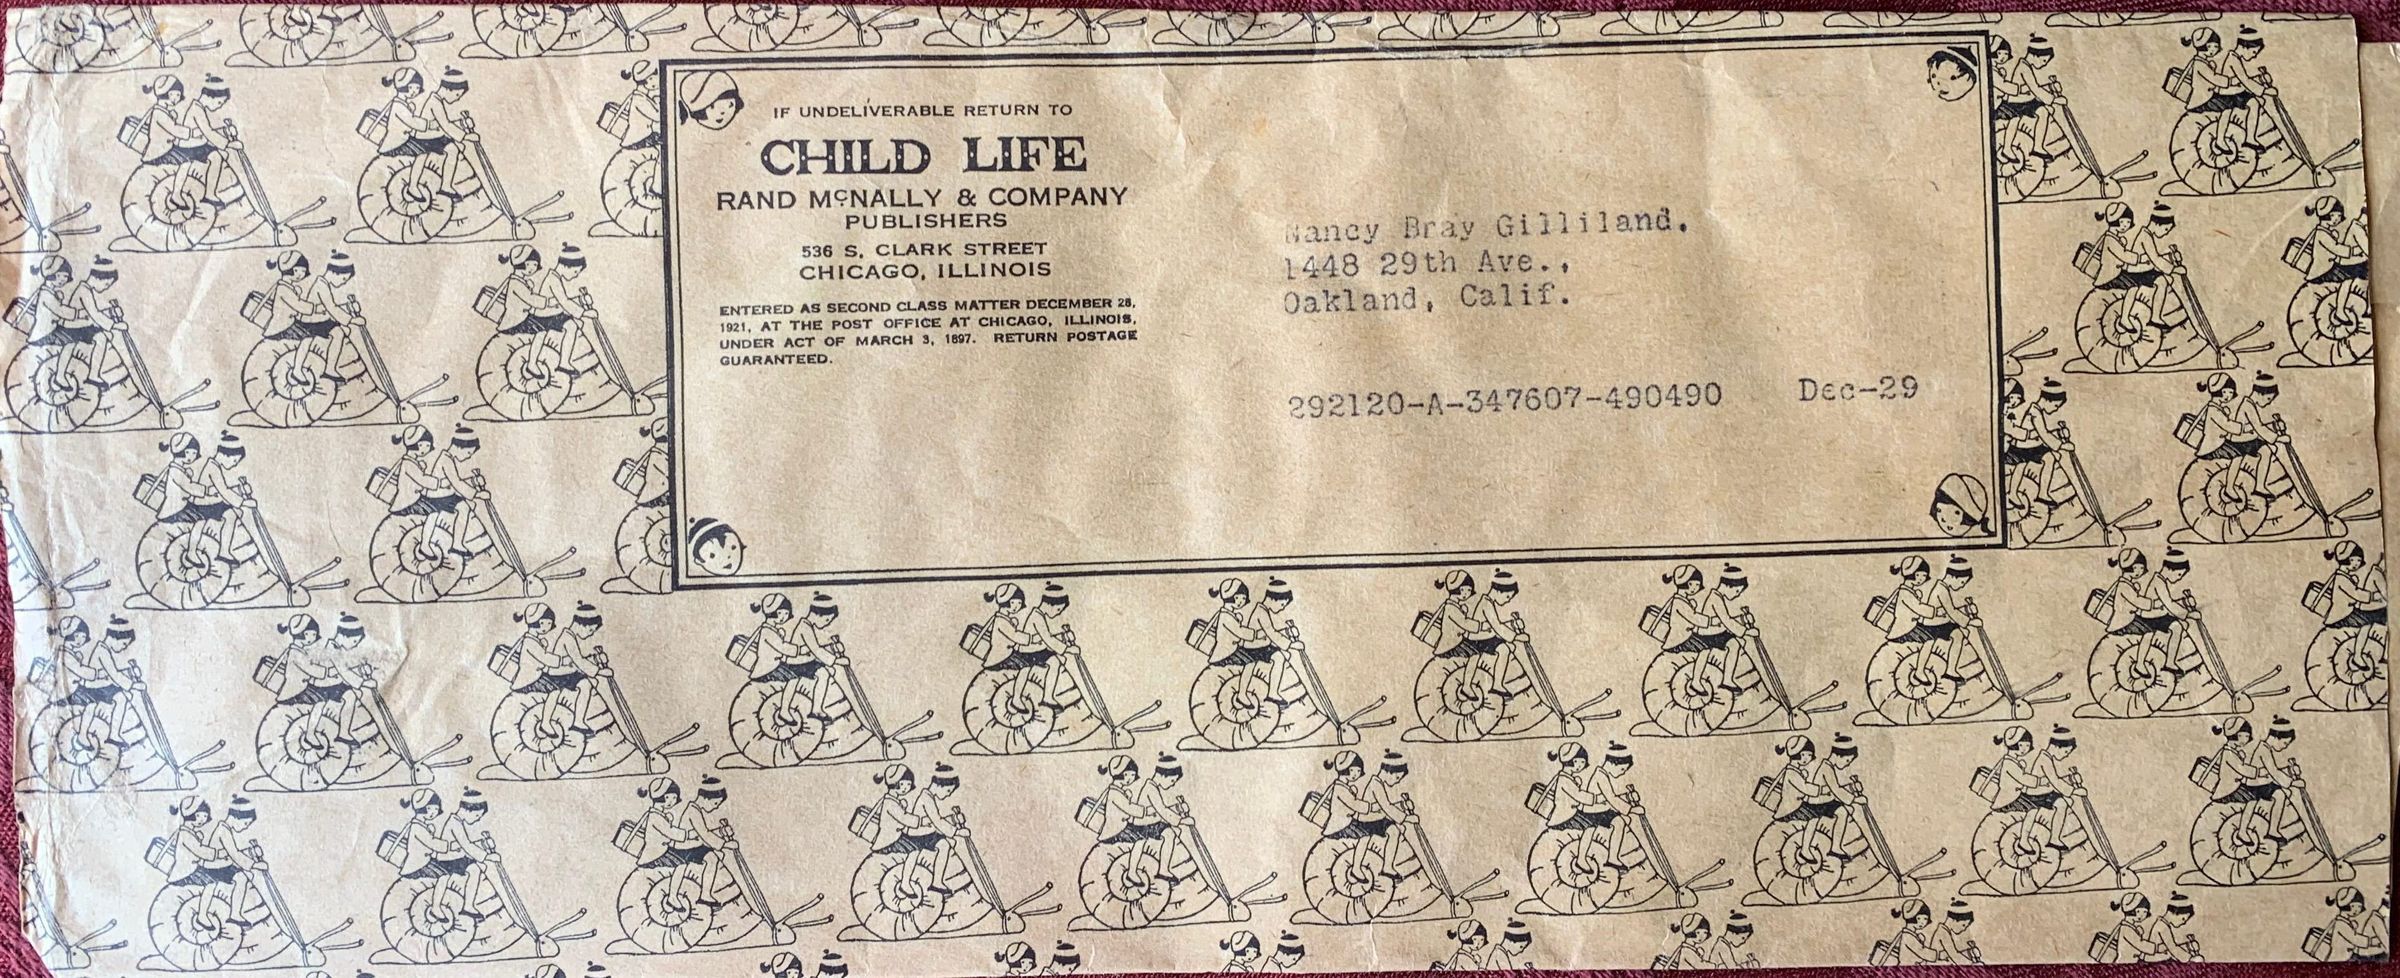 IF UNDELIVERABLE RETURN TO
CHILD LIFE
RAND McNALLY & COMPANY
PUBLISHERS
536 S. CLARK STREET
CHICAGO, ILLINOIS
ENTERED AS SECOND CLASS MATTER DECEMBER 28,
1921, AT THE POST OFFICE AT CHICAGO, ILLINOIS,
UNDER ACT OF MARCH 3, 1897. RETURN POSTAGE
GUARANTEED.
Nancy Bray Gilliland.
1448 29th Ave.,
Oakland, Calif.
292120-A-347607-490490 Dec-29